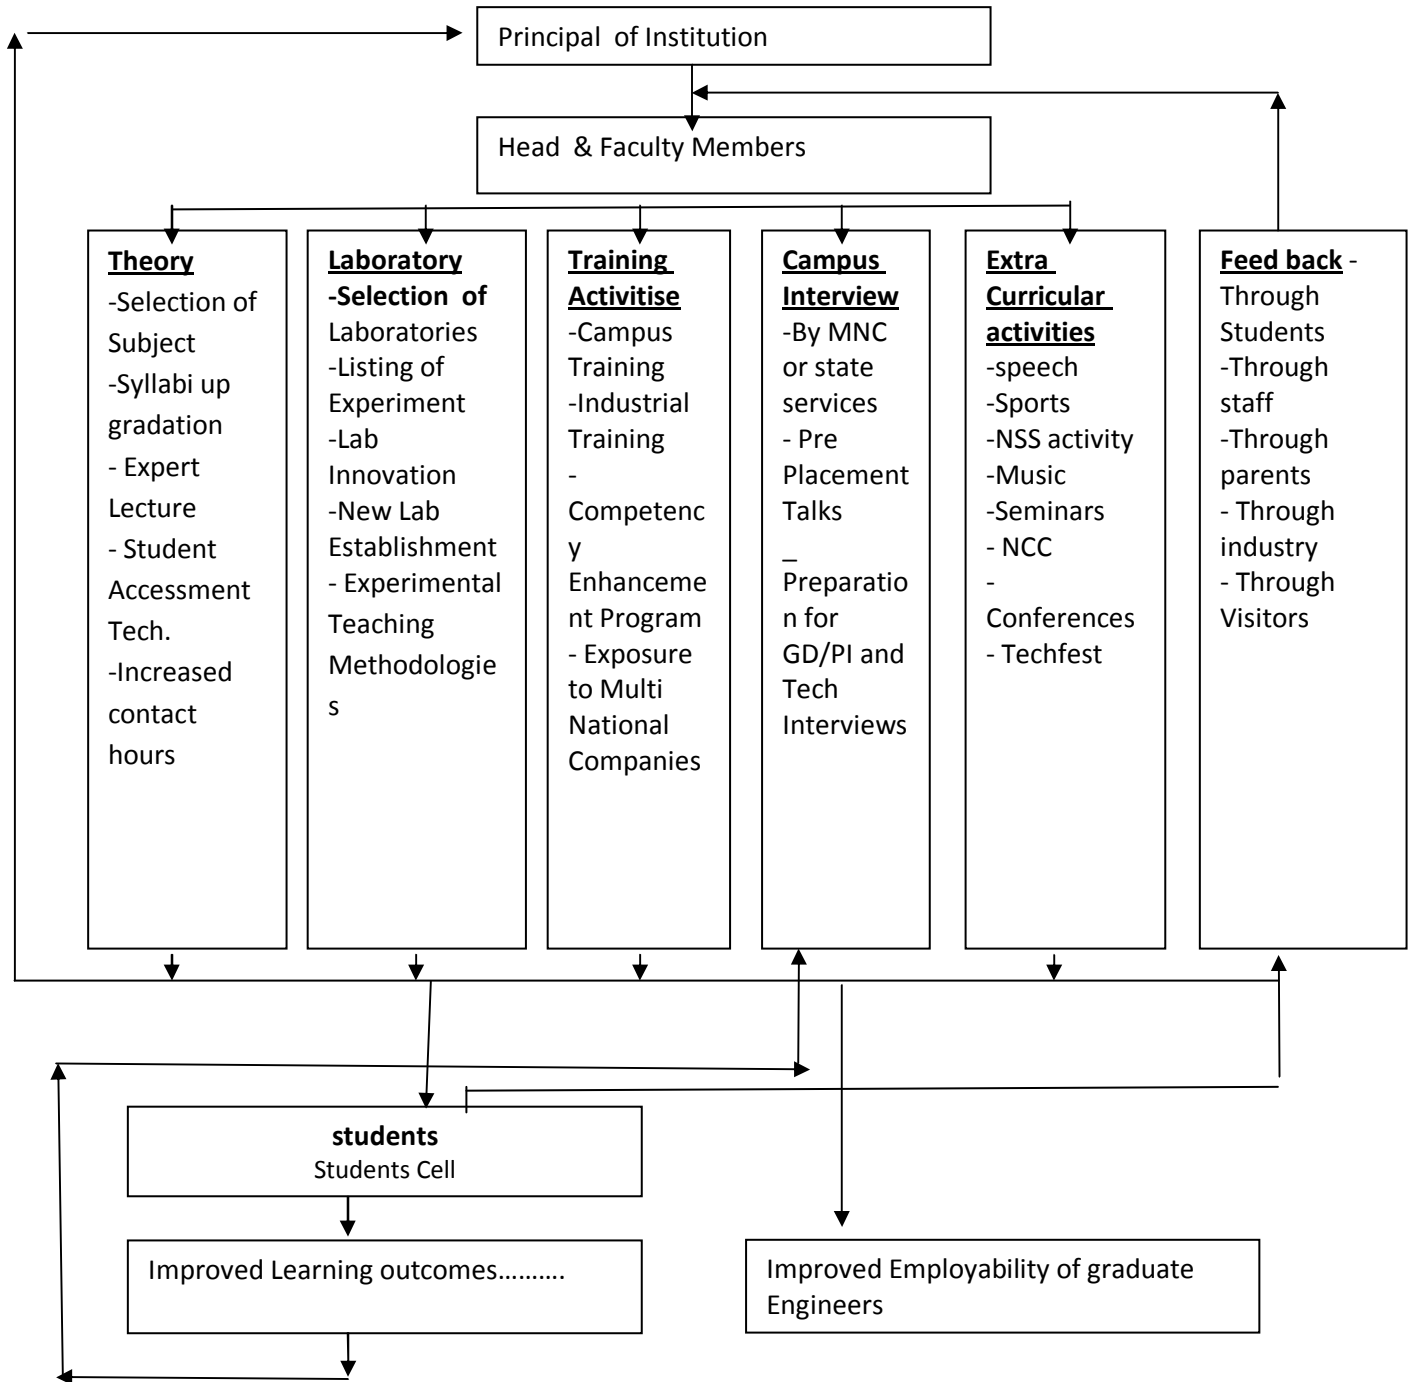 Principal of Institution
Head & Faculty Members
Theory
-Selection of
Subject
-Syllabi up
gradation
- Expert
Lecture
- Student
Accessment
Tech.
-Increased
contact
hours
Laboratory
-Selection of
Laboratories
-Listing of
Experiment
-Lab
Innovation
-New Lab
Establishment
- Experimental
Teaching
Methodologie
s
Training
Activitise
-Campus
Training
-Industrial
Training
-
Competenc
y
Enhanceme
nt Program
- Exposure
to Multi
National
Companies
Campus
Interview
-By MNC
or state
services
- Pre
Placement
Talks
_
Preparatio
n for
GD/PI and
Tech
Interviews
Extra
Curricular
activities
-speech
-Sports
-NSS activity
-Music
-Seminars
- NCC
-
Conferences
- Techfest
Feed back -
Through
Students
-Through
staff
-Through
parents
- Through
industry
- Through
Visitors
students
Students Cell
Improved Learning outcomes..........
Improved Employability of graduate
Engineers